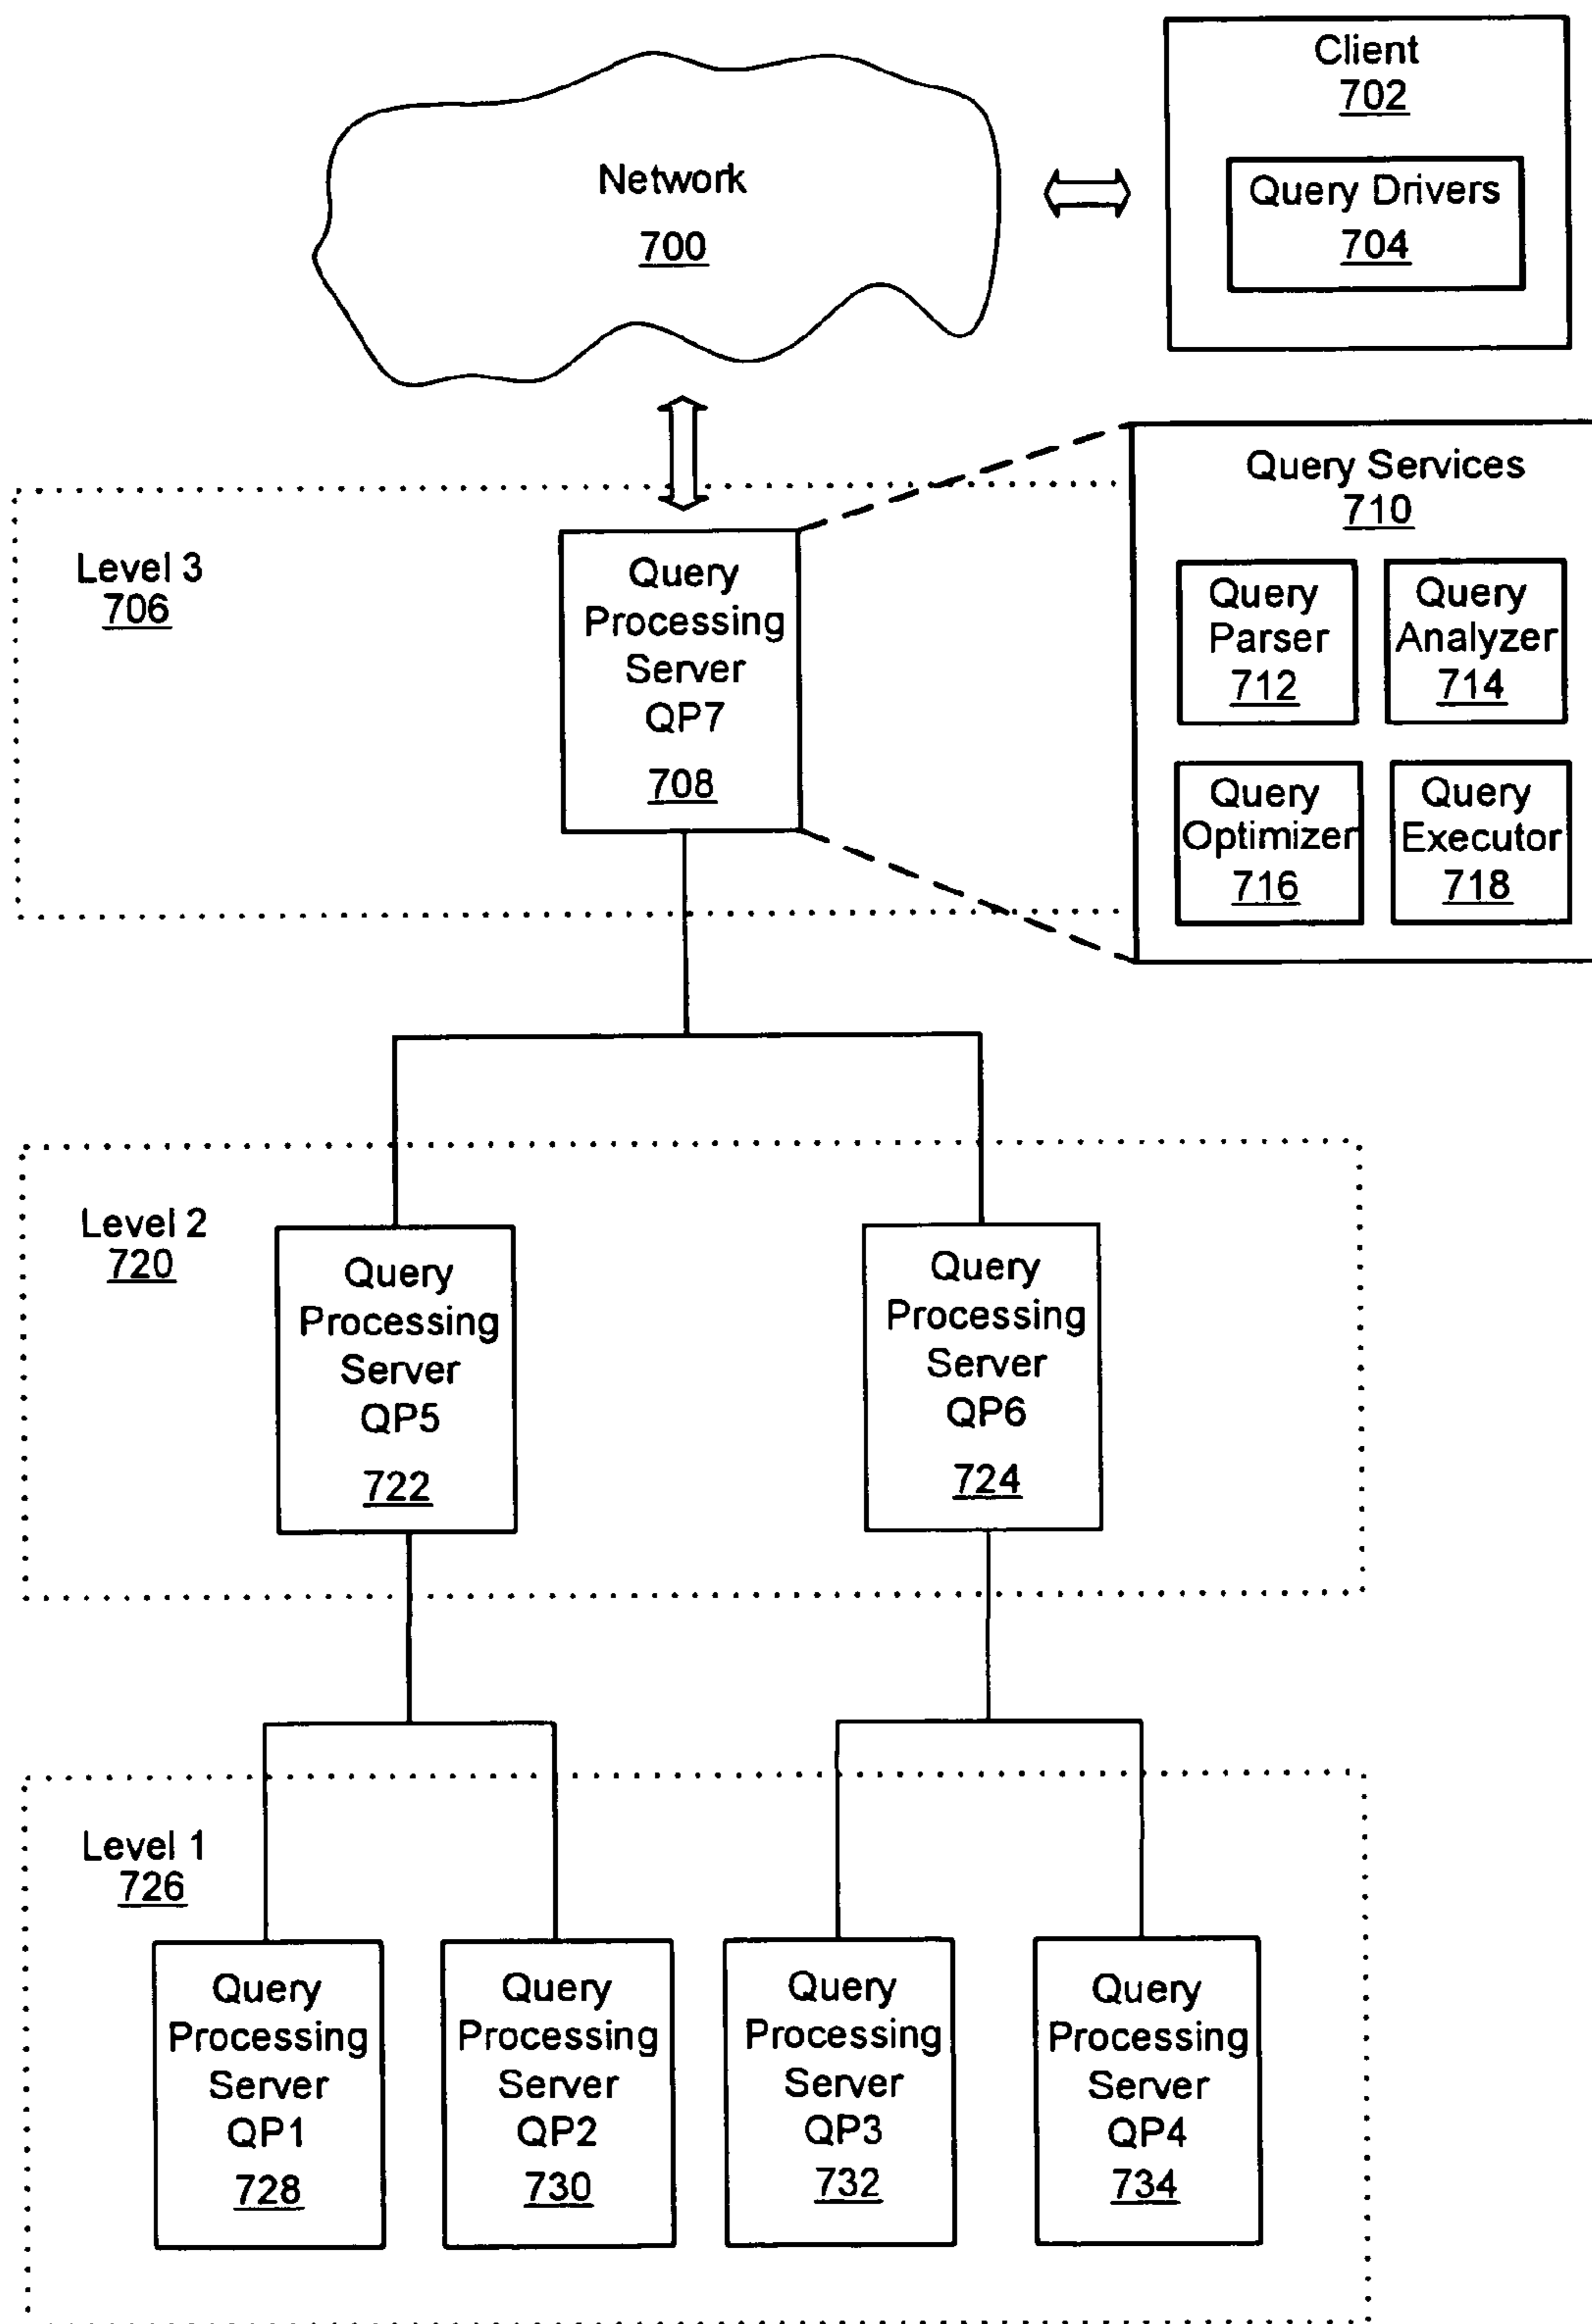 Client
702
Query Drivers
704
Network
700
Query Services
710
Query
Parser
712
Query
Analyzer
714
Query
Optimizer
716
Query
Executor
718
Level 3
706
Query
Processing
Server
QP7
708
Level 2
720
Query
Processing
Server
QP5
722
Query
Processing
Server
QP6
724
Level 1
726
Query
Processing
Server
QP1
728
Query
Processing
Server
QP2
730
Query
Processing
Server
QP3
732
Query
Processing
Server
QP4
734